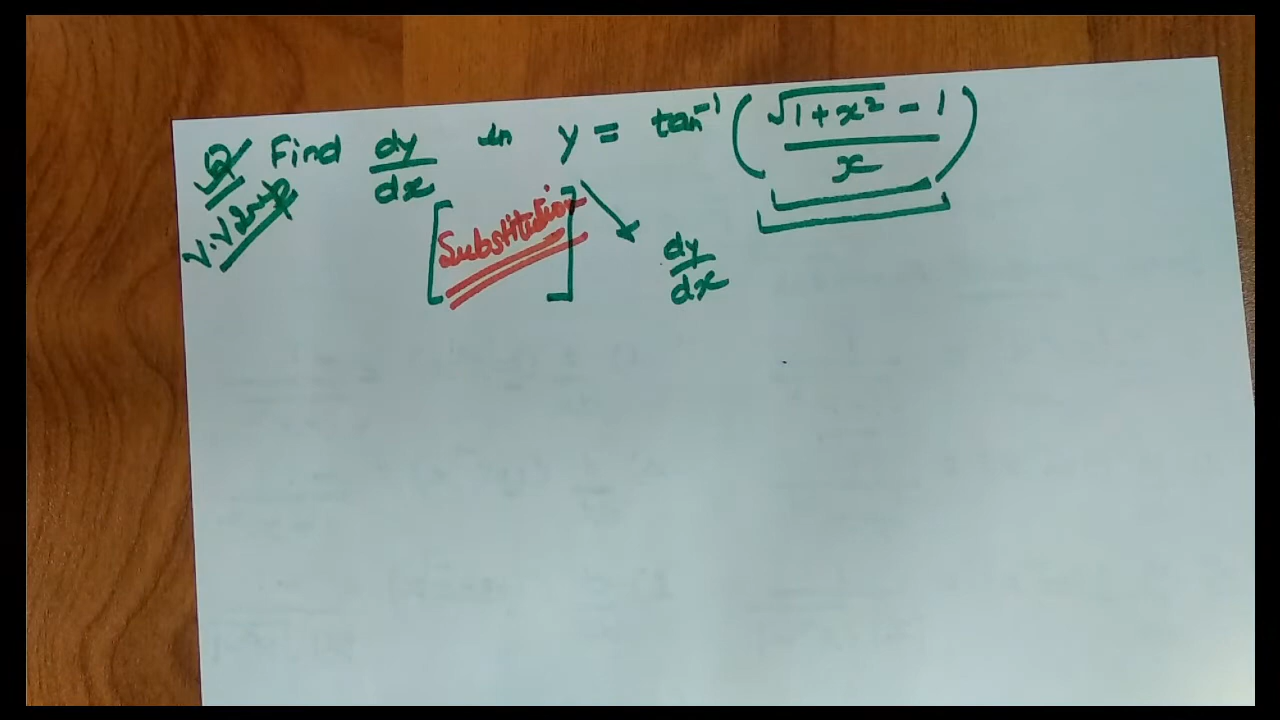 Q Find dy/dx in y = tan⁻¹ (√1+x² - 1 / x)
V.V Imp
[Substitution]
dy/dx